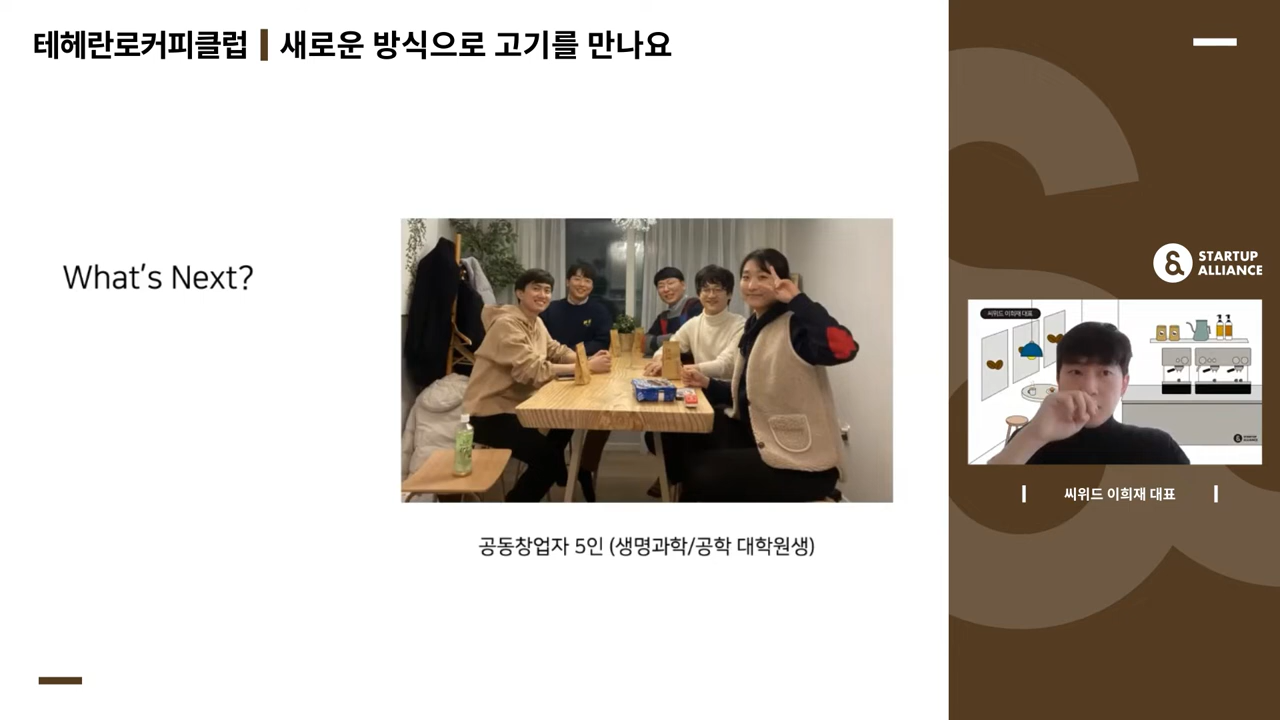 테헤란로커피클럽 | 새로운 방식으로 고기를 만나요
What's Next?
공동창업자 5인 (생명과학/공학 대학원생)
STARTUP
ALLIANCE
씨위드 이희재 대표
STARTUP
ALLIANCE
씨위드 이희재 대표